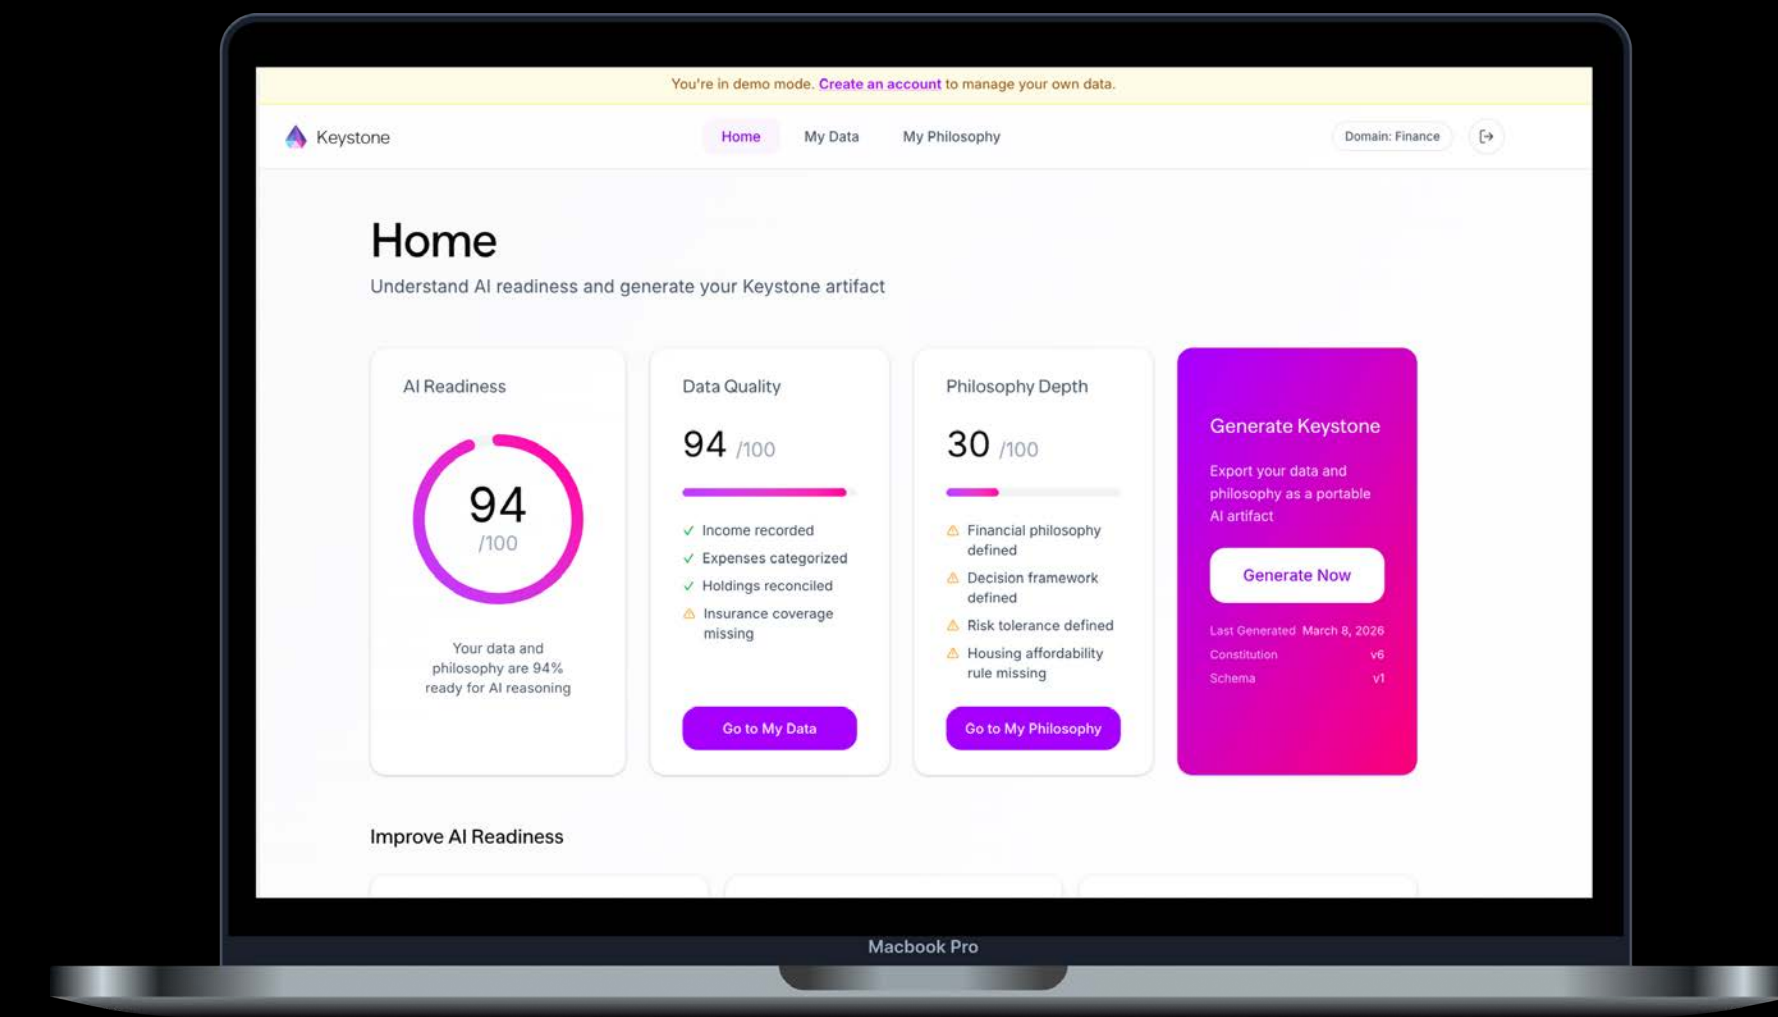 You're in demo mode. Create an account to manage your own data.
Keystone
Home
My Data
My Philosophy
Domain: Finance
Home
Understand AI readiness and generate your Keystone artifact
AI Readiness
94
/100
Your data and
philosophy are 94%
ready for AI reasoning
Data Quality
94 /100
Income recorded
Expenses categorized
Holdings reconciled
Insurance coverage
missing
Go to My Data
Philosophy Depth
30 /100
Financial philosophy
defined
Decision framework
defined
Risk tolerance defined
Housing affordability
rule missing
Go to My Philosophy
Generate Keystone
Export your data and
philosophy as a portable
AI artifact
Generate Now
Last Generated March 8, 2026
Constitution v6
Schema v1
Improve AI Readiness
Macbook Pro